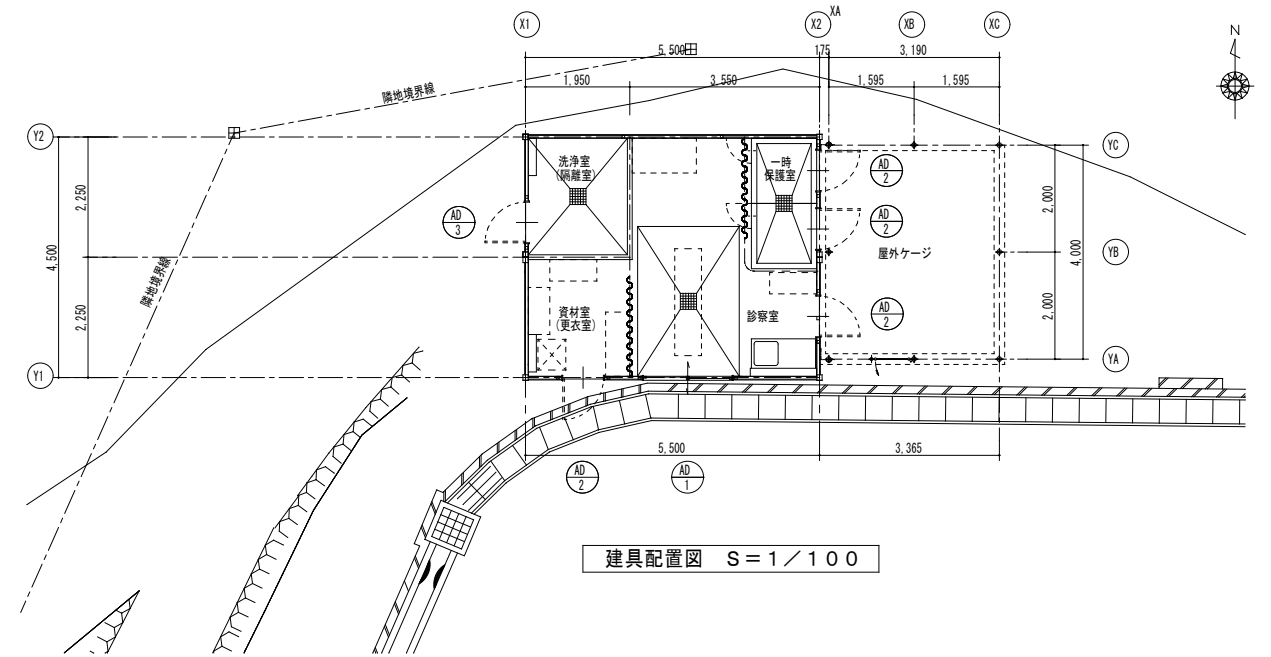 X1
X2
XA
XB
XC
N
5,500
175
3,190
1,950
3,550
1,595
1,595
隣地境界線
Y2
洗浄室
(隔離室)
一時
保護室
AD
2
YC
2,250
AD
3
AD
2
2,000
4,500
屋外ケージ
4,000
YB
隣地境界線
2,250
資材室
(更衣室)
診察室
AD
2
2,000
Y1
YA
5,500
3,365
AD
2
AD
1
建具配置図 S=1/100